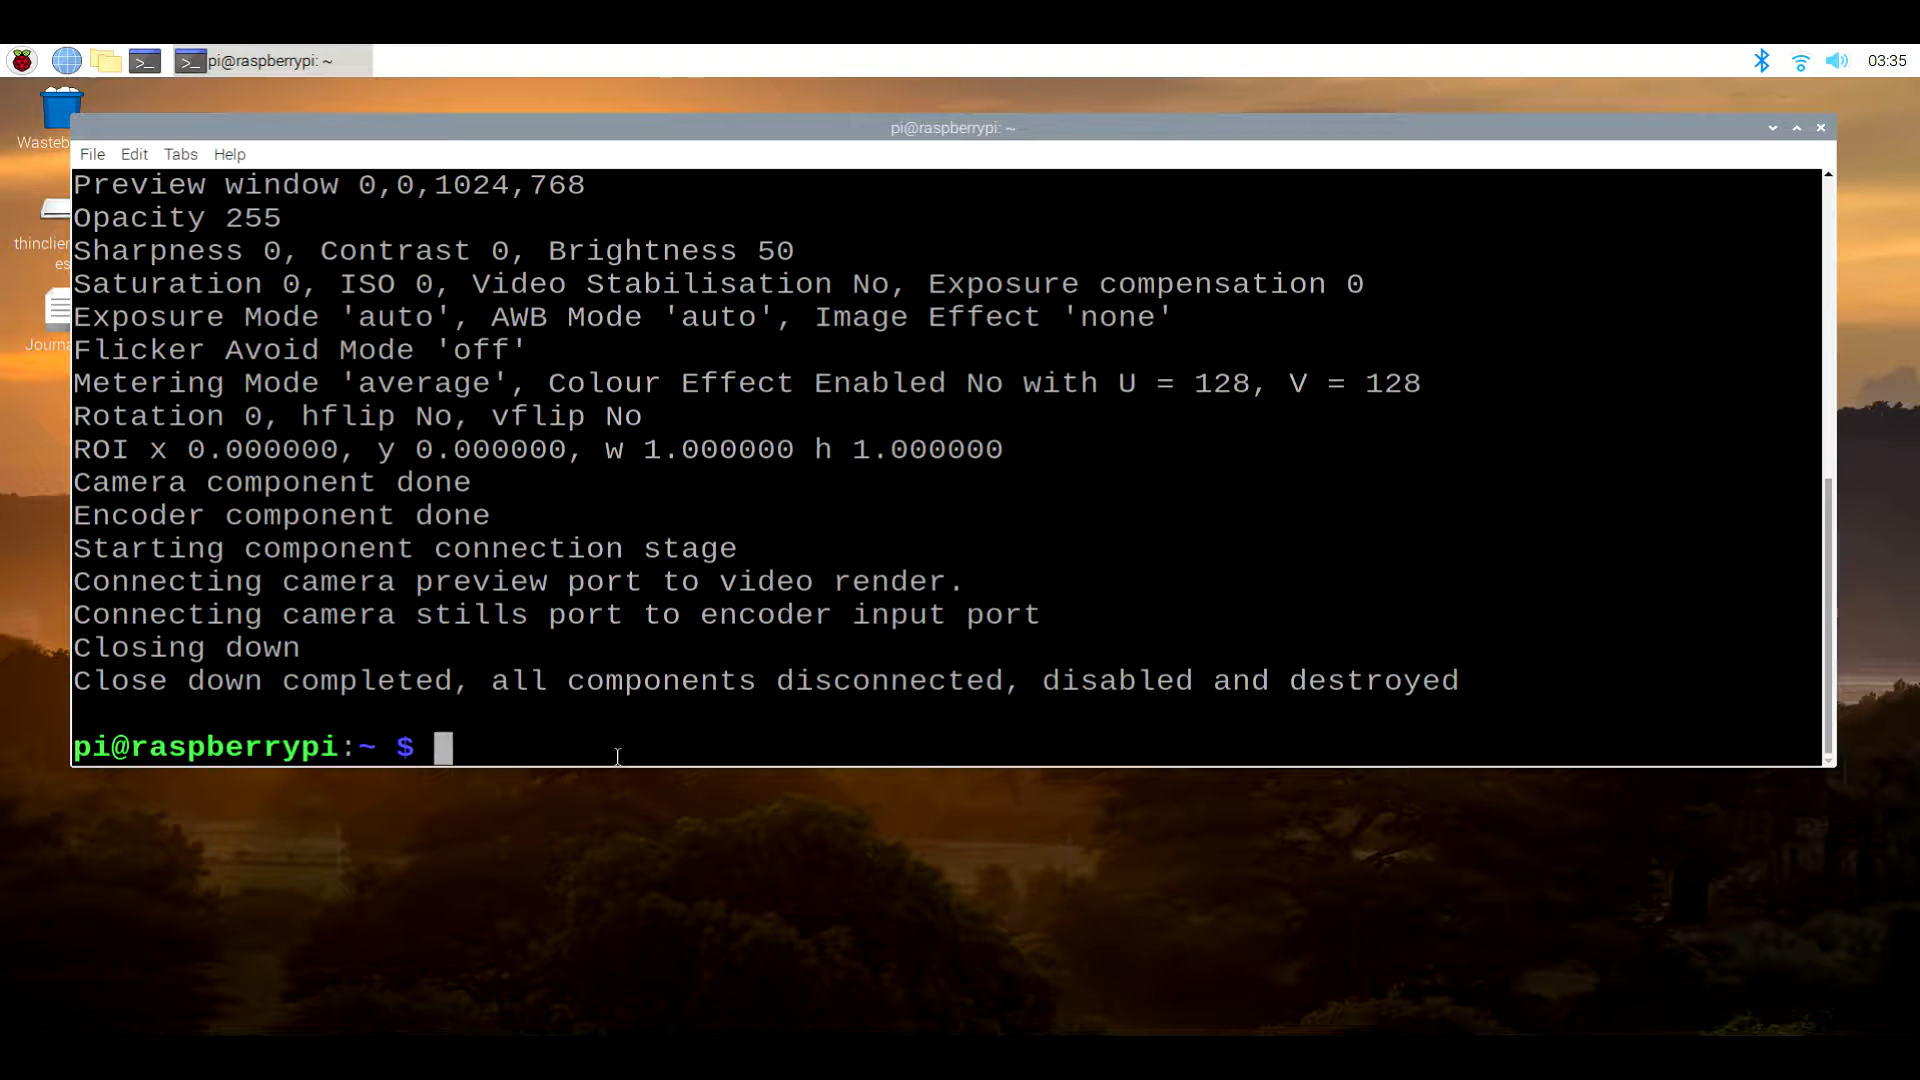 pi@raspberrypi: ~
03:35
pi@raspberrypi: ~
File Edit Tabs Help
Wasteb
thinclien
es
Journa
Preview window 0,0,1024,768
Opacity 255
Sharpness 0, Contrast 0, Brightness 50
Saturation 0, ISO 0, Video Stabilisation No, Exposure compensation 0
Exposure Mode 'auto', AWB Mode 'auto', Image Effect 'none'
Flicker Avoid Mode 'off'
Metering Mode 'average', Colour Effect Enabled No with U = 128, V = 128
Rotation 0, hflip No, vflip No
ROI x 0.000000, y 0.000000, w 1.000000 h 1.000000
Camera component done
Encoder component done
Starting component connection stage
Connecting camera preview port to video render.
Connecting camera stills port to encoder input port
Closing down
Close down completed, all components disconnected, disabled and destroyed
pi@raspberrypi:~ $